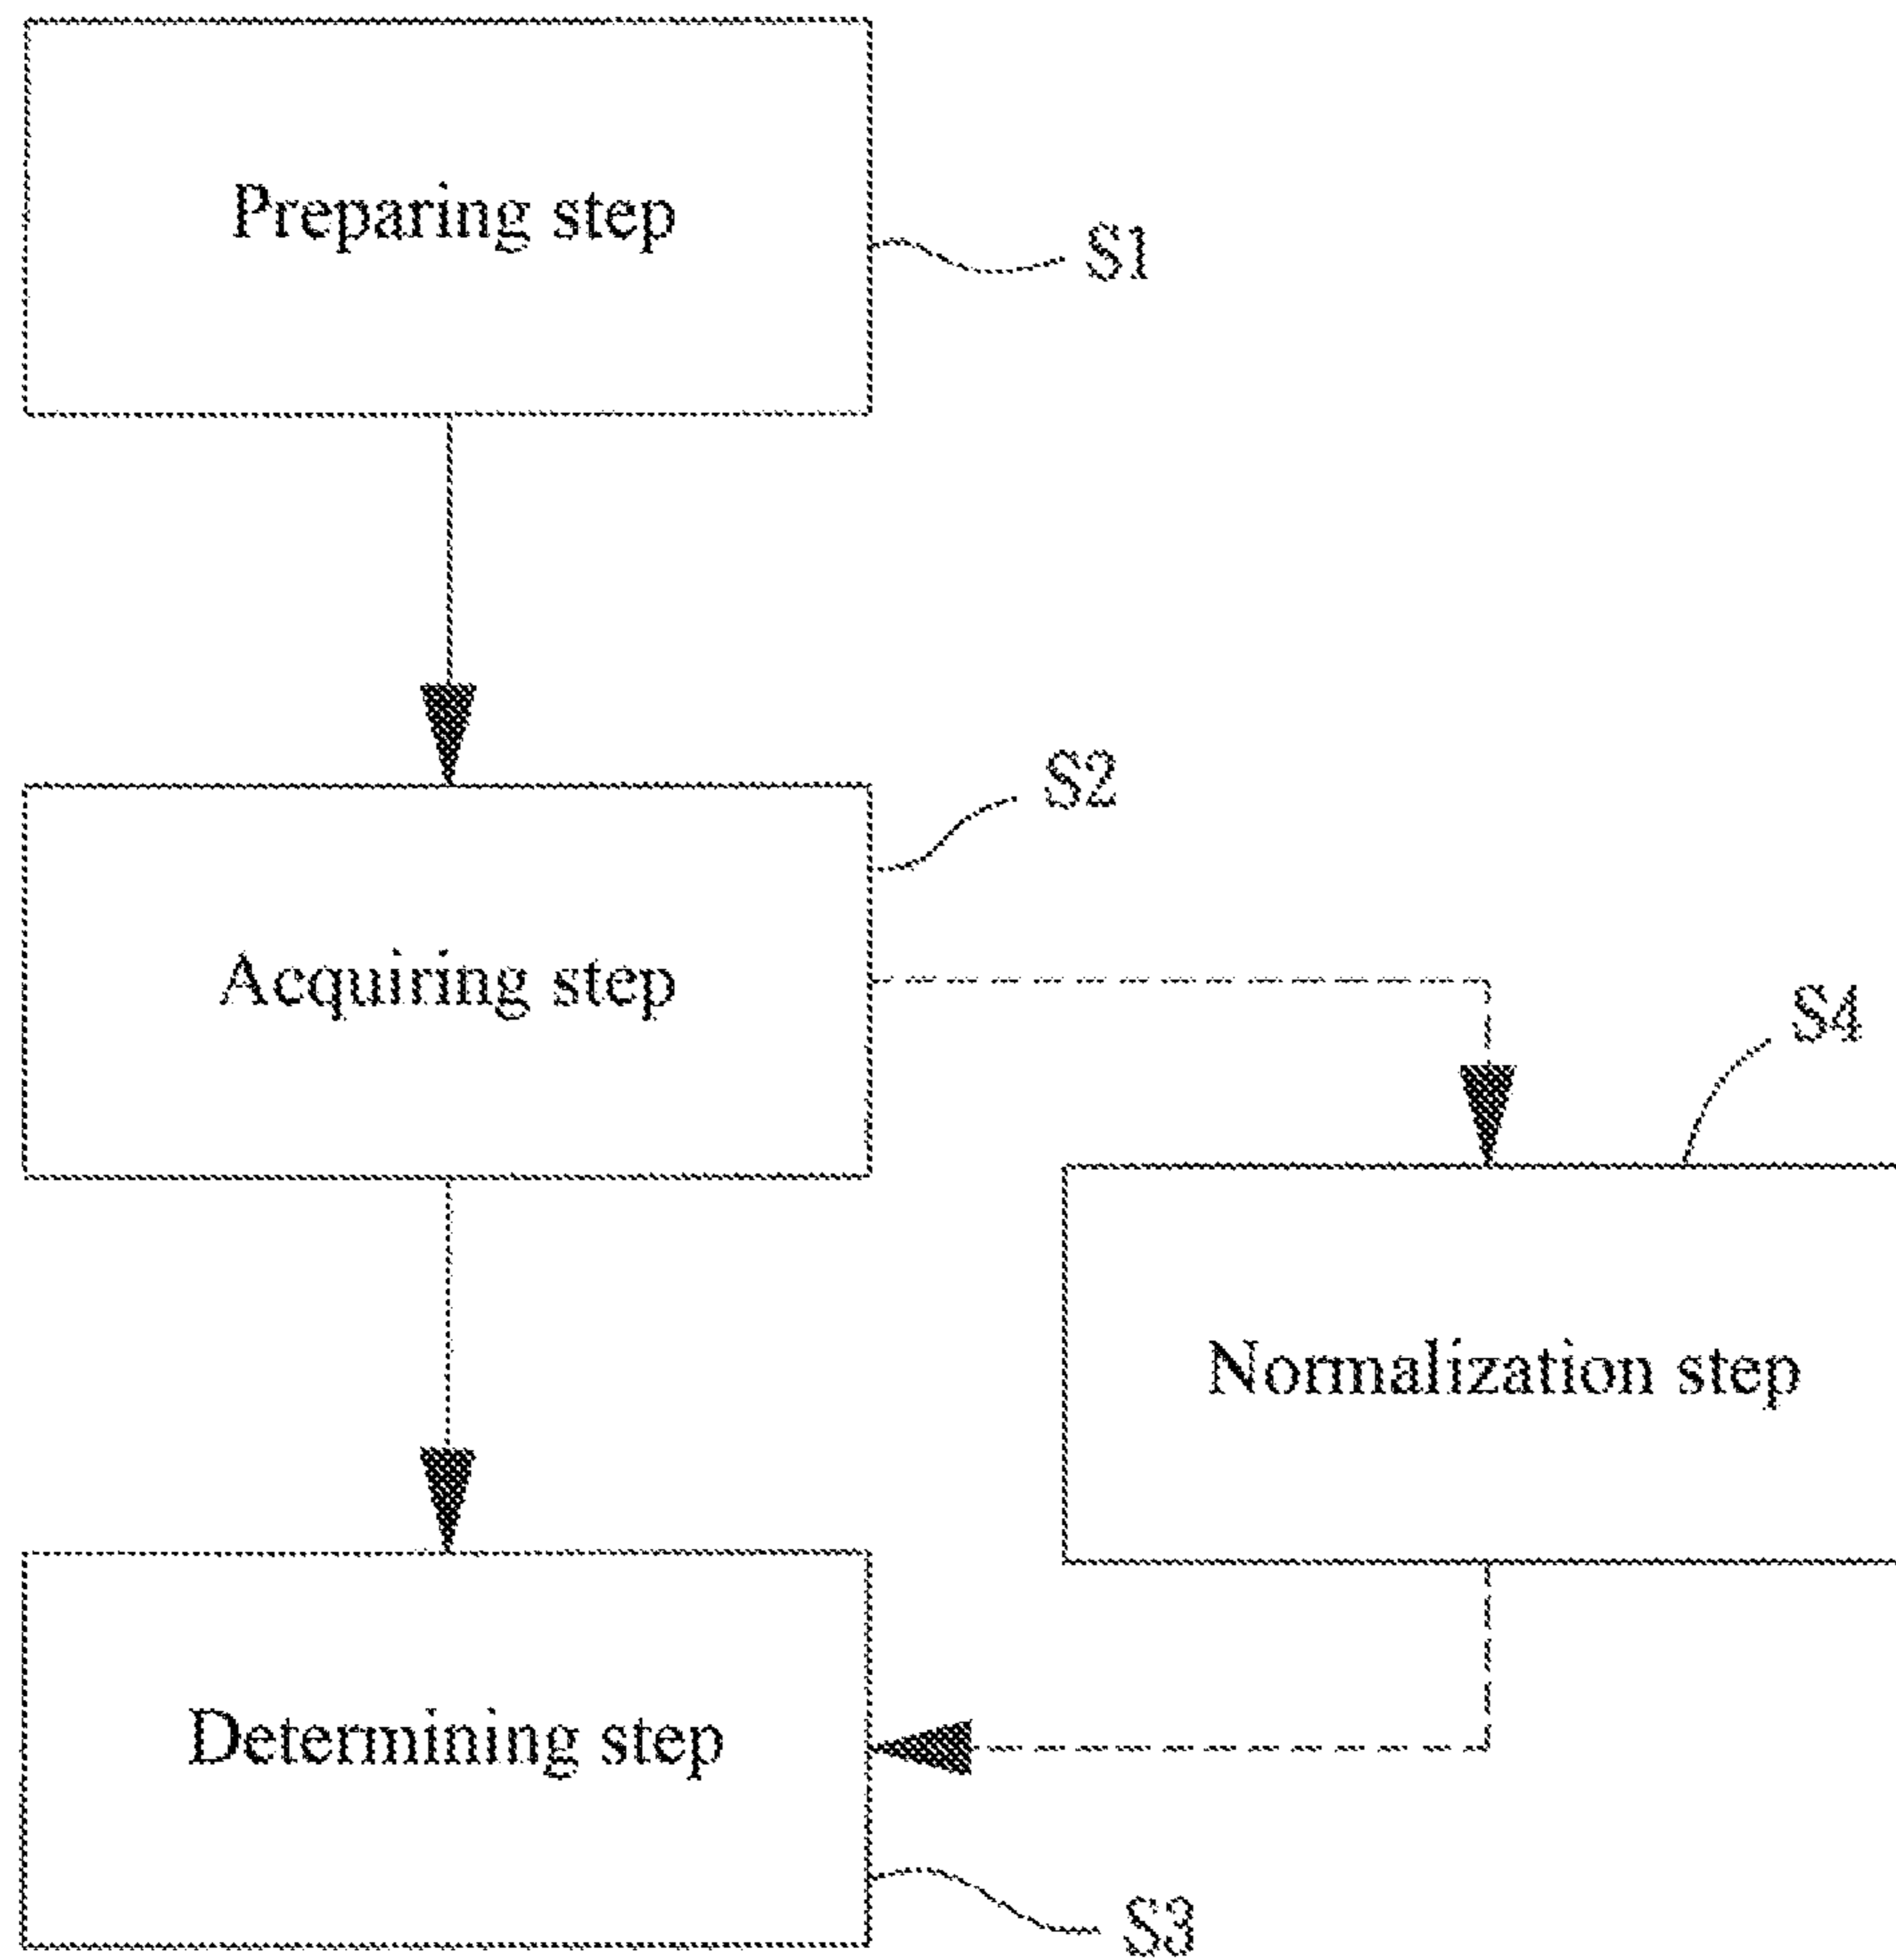 Preparing step
S1
S2
Acquiring step
S4
Normalization step
Determining step
S3